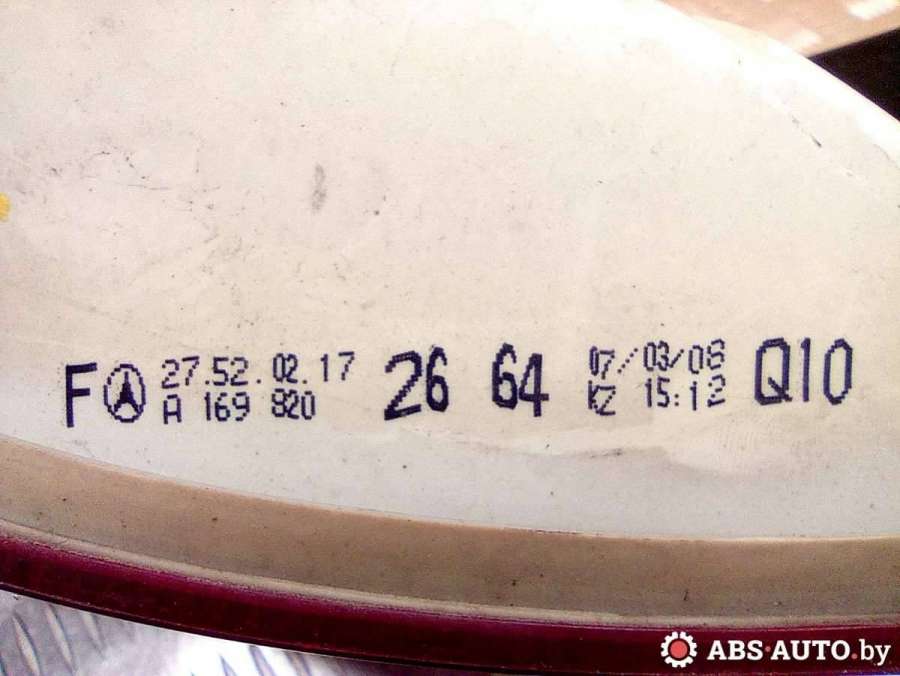 F 27.52.02.17 26 64 07/03/08 Q10
A 169 820 KZ 15:12
ABS·AUTO.by